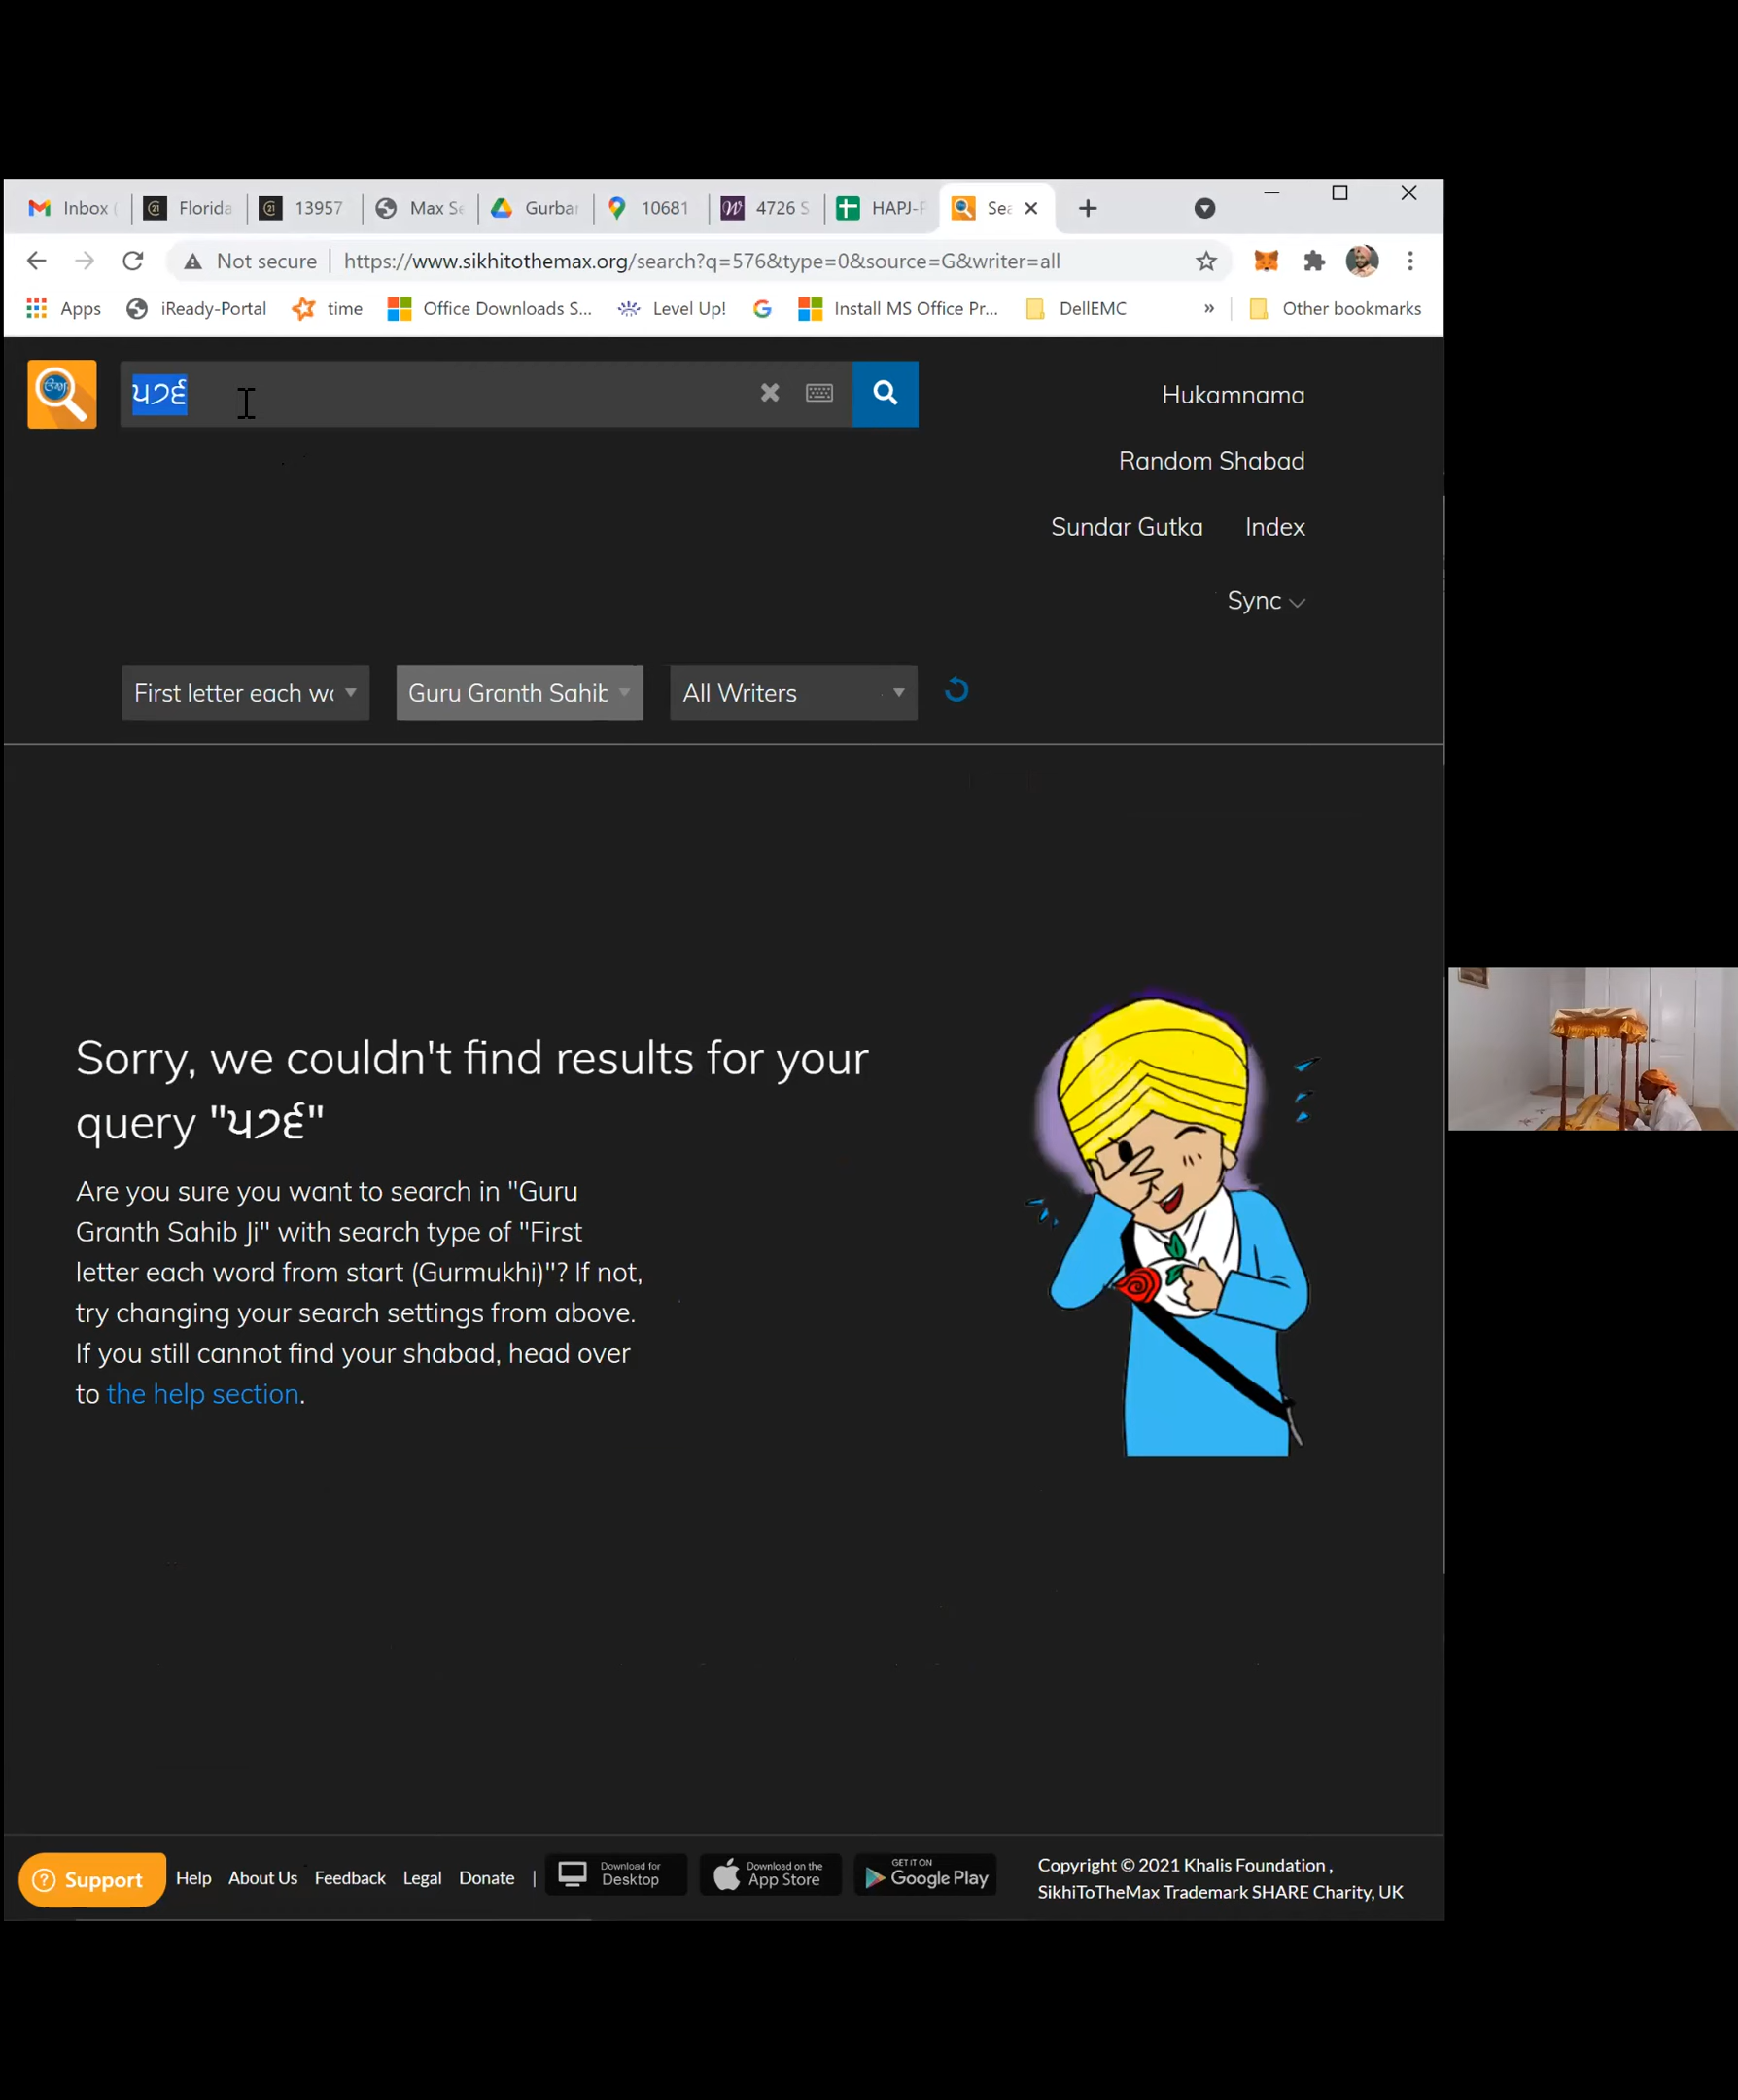 Inbox
Florida
13957
Max Se
Gurbar
10681
4726 S
HAPJ-F
Sea
Not secure
https://www.sikhitothemax.org/search?q=576&type=0&source=G&writer=all
Apps
iReady-Portal
time
Office Downloads S...
Level Up!
Install MS Office Pr...
DellEMC
»
Other bookmarks
੫੭੬
Hukamnama
Random Shabad
Sundar Gutka Index
Sync
First letter each wo
Guru Granth Sahib
All Writers
Sorry, we couldn't find results for your
query "੫੭੬"
Are you sure you want to search in "Guru
Granth Sahib Ji" with search type of "First
letter each word from start (Gurmukhi)"? If not,
try changing your search settings from above.
If you still cannot find your shabad, head over
to the help section.
Support
Help About Us Feedback Legal Donate |
Download for
Desktop
Download on the
App Store
GET IT ON
Google Play
Copyright © 2021 Khalis Foundation ,
SikhiToTheMax Trademark SHARE Charity, UK